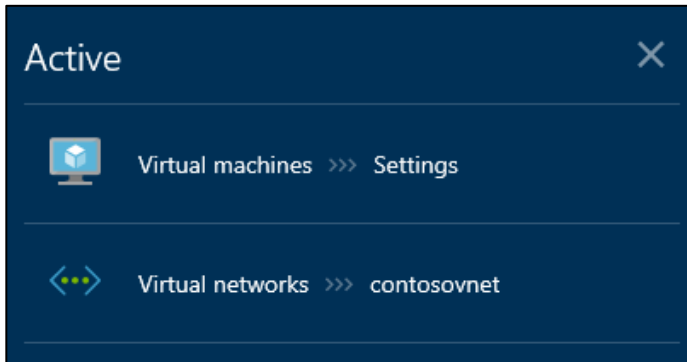 Active
Virtual machines >>> Settings
Virtual networks >>> contosovnet